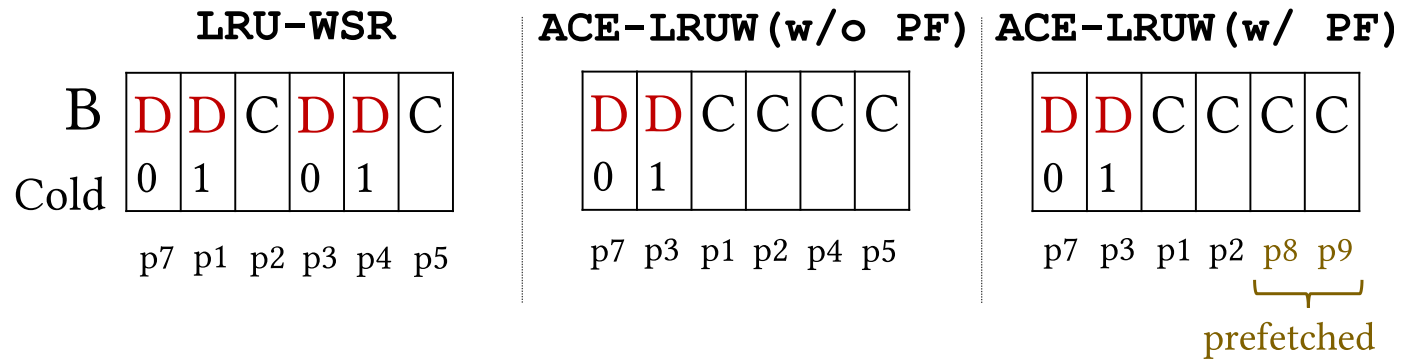 LRU-WSR
B D D C D D C
Cold 0 1 0 1
p7 p1 p2 p3 p4 p5
ACE-LRUW(w/o PF)
D D C C C C
0 1
p7 p3 p1 p2 p4 p5
ACE-LRUW(w/ PF)
D D C C C C
0 1
p7 p3 p1 p2 p8 p9
prefetched